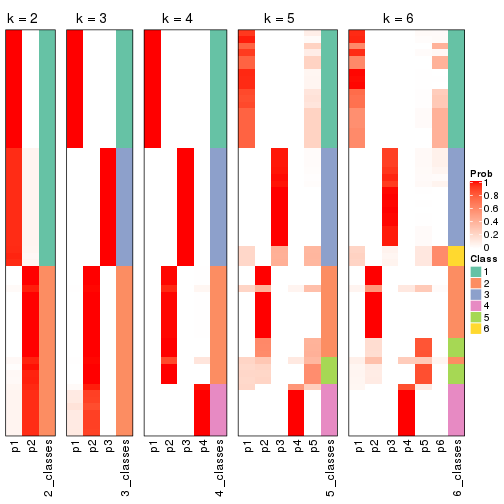 k = 2
k = 3
k = 4
k = 5
k = 6
p1
p2
2_classes
p1
p2
p3
3_classes
p1
p2
p3
p4
4_classes
p1
p2
p3
p4
p5
5_classes
p1
p2
p3
p4
p5
p6
6_classes
Prob
1
0.8
0.6
0.4
0.2
0
Class
1
2
3
4
5
6